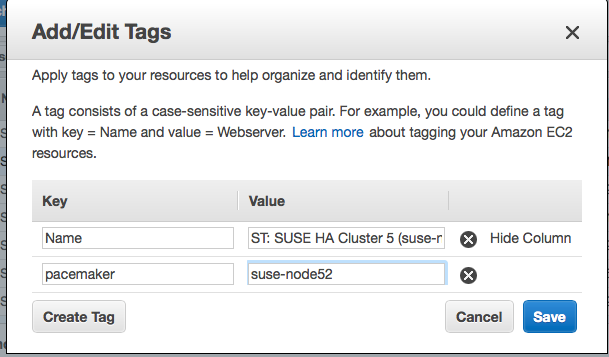 Add/Edit Tags
Apply tags to your resources to help organize and identify them.
A tag consists of a case-sensitive key-value pair. For example, you could define a tag
with key = Name and value = Webserver. Learn more about tagging your Amazon EC2
resources.
Key Value
Name ST: SUSE HA Cluster 5 (suse-r Hide Column
pacemaker suse-node52
Create Tag Cancel Save